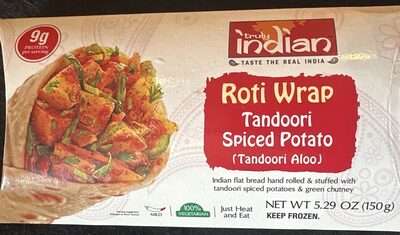 9g
PROTEIN
per serving
truly
indian
TASTE THE REAL INDIA
Roti Wrap
Tandoori
Spiced Potato
(Tandoori Aloo)
Indian flat bread hand rolled & stuffed with
tandoori spiced potatoes & green chutney
MILD
100%
VEGETARIAN
Just Heat
and Eat
NET WT 5.29 OZ (150g)
KEEP FROZEN.